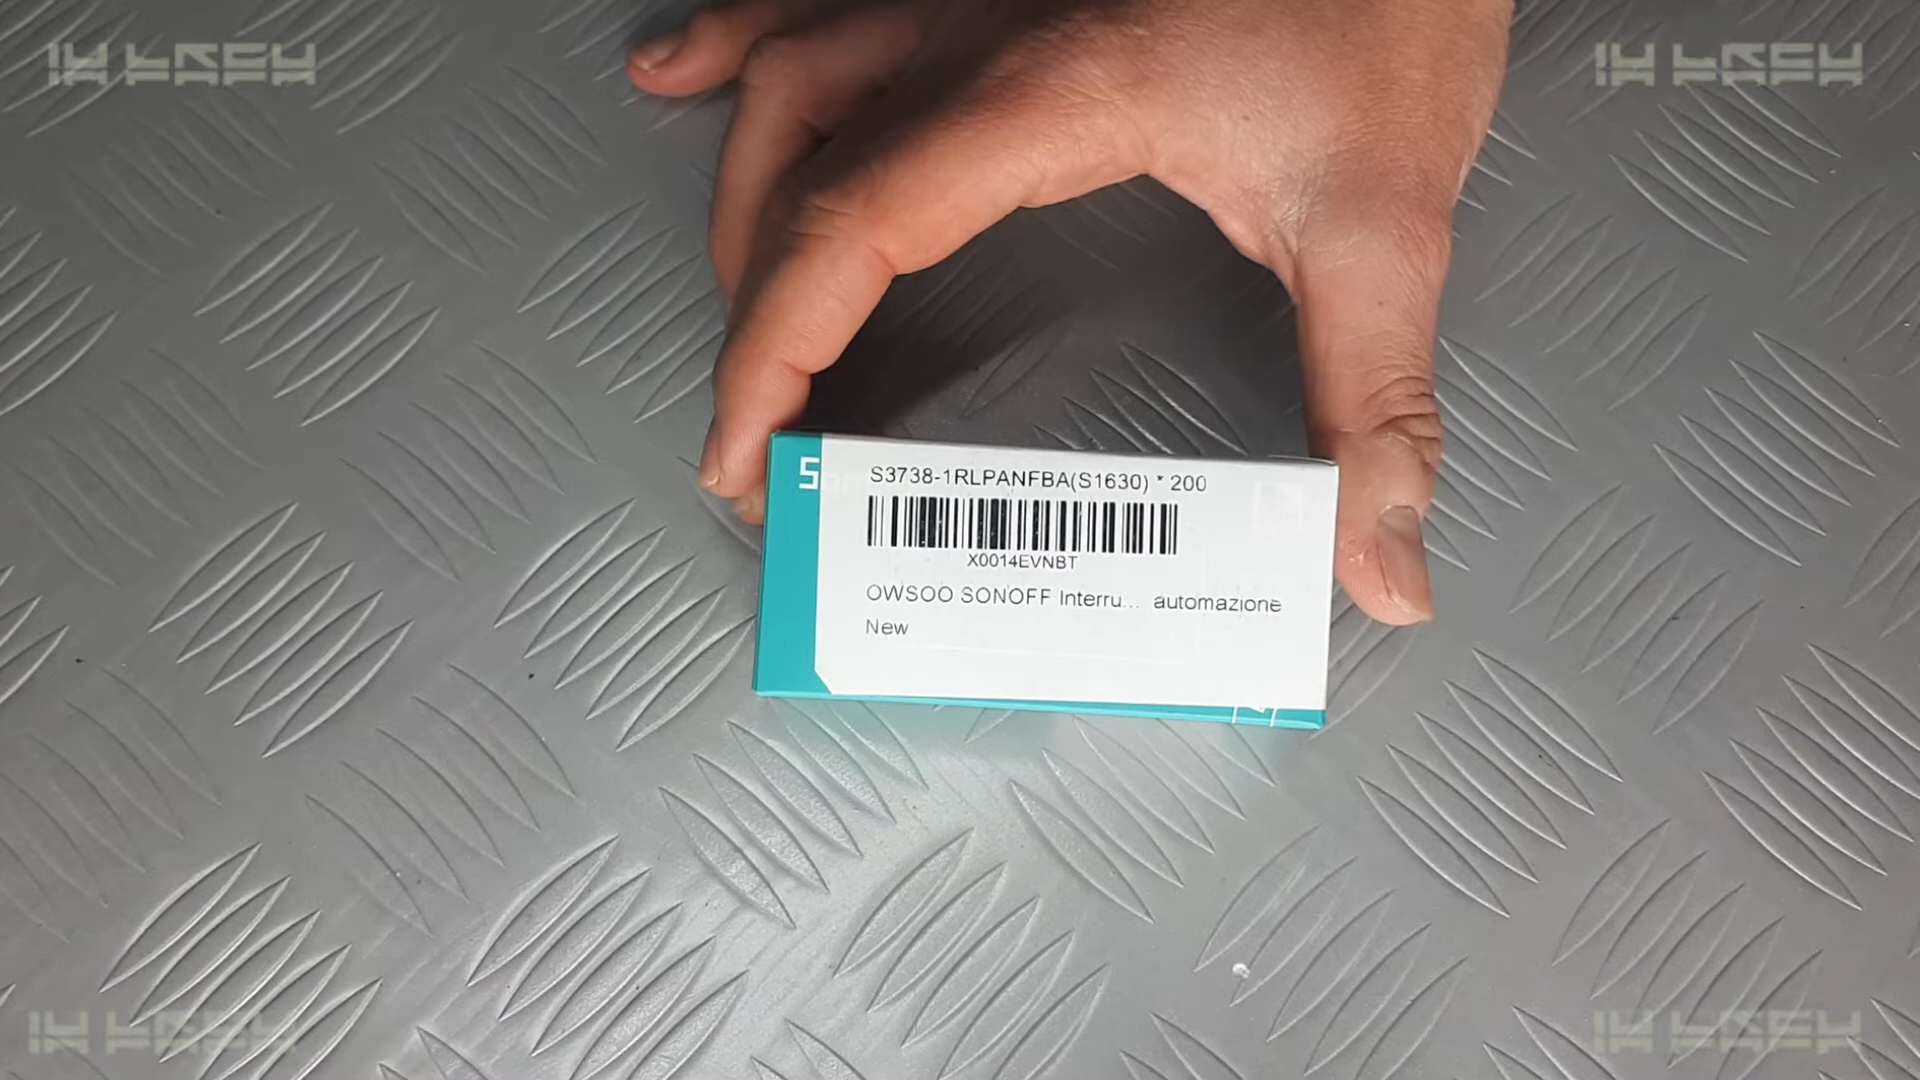 S3738-1RLPANFBA(S1630) * 200
X0014EVNBT
OWSOO SONOFF Interru... automazione
New